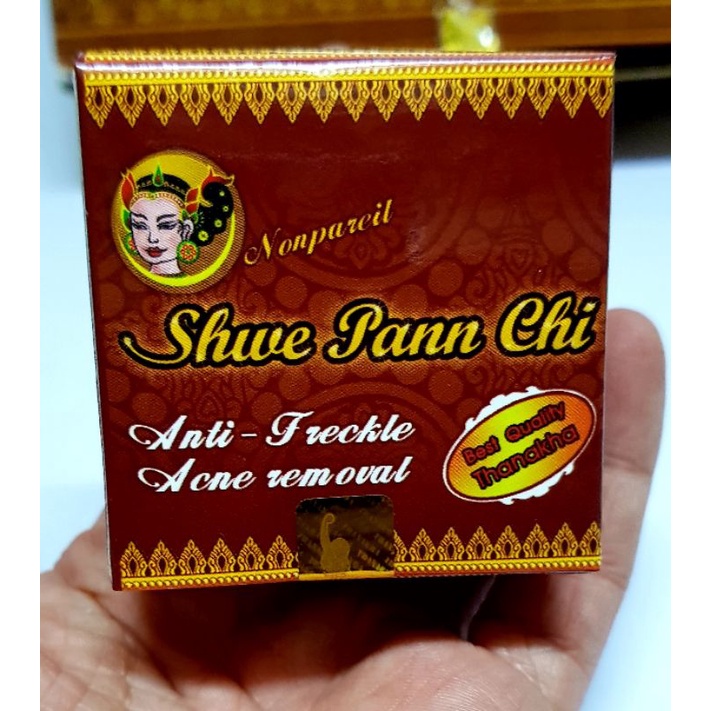 Nonpareil
Shwe Pann Chi
Anti-Freckle
Acne removal
Best Quality
Thanakha